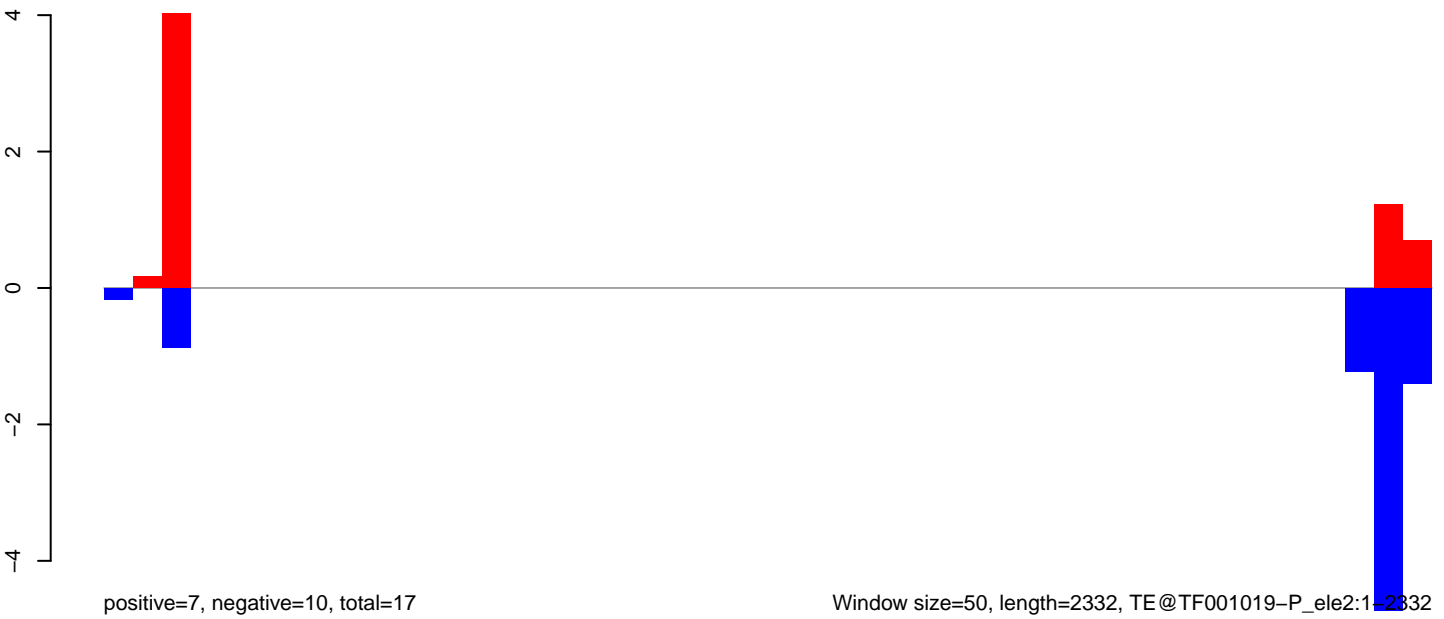 4
2
0
−2
−4
positive=7, negative=10, total=17
Window size=50, length=2332, TE@TF001019−P_ele2:1−2332